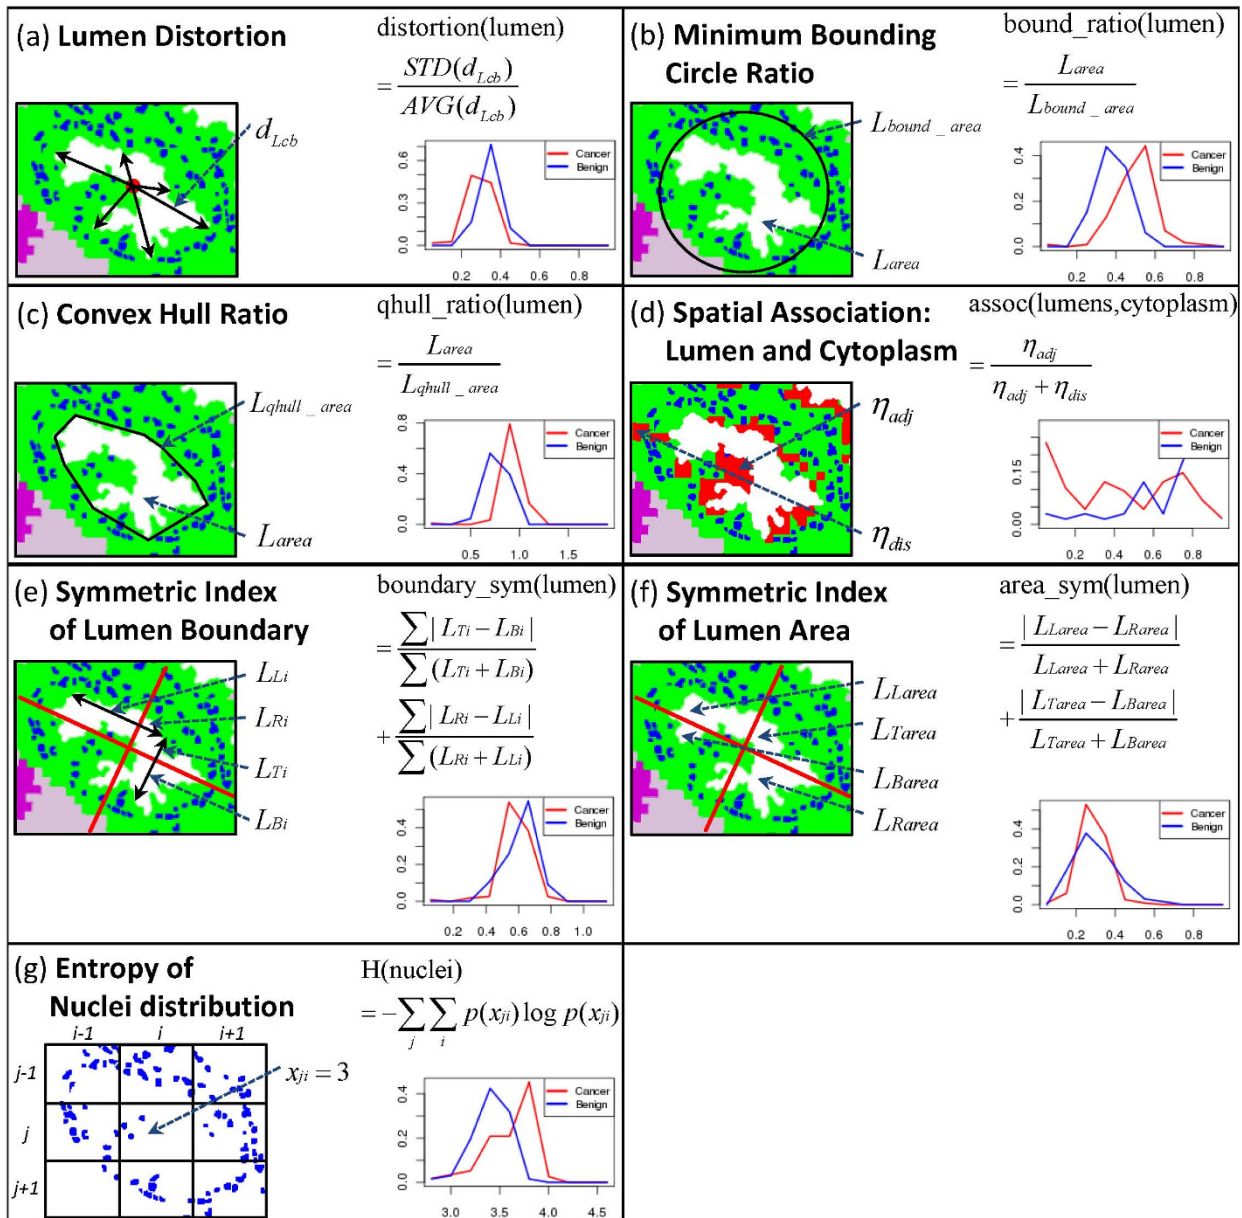 (a) Lumen Distortion
distortion(lumen)
= STD(d_Lcb) / AVG(d_Lcb)
d_Lcb
Cancer
Benign
0.6
0.3
0.0
0.2 0.4 0.6 0.8
(b) Minimum Bounding
Circle Ratio
bound_ratio(lumen)
= L_area / L_bound_area
L_bound_area
L_area
Cancer
Benign
0.4
0.2
0.0
0.2 0.4 0.6 0.8
(c) Convex Hull Ratio
qhull_ratio(lumen)
= L_area / L_qhull_area
L_qhull_area
L_area
Cancer
Benign
0.8
0.4
0.0
0.5 1.0 1.5
(d) Spatial Association:
Lumen and Cytoplasm
assoc(lumens,cytoplasm)
= η_adj / η_adj + η_dis
η_adj
η_dis
Cancer
Benign
0.15
0.00
0.0 0.2 0.4 0.6 0.8
(e) Symmetric Index
of Lumen Boundary
boundary_sym(lumen)
= ∑ | L_Ti − L_Bi | / ∑ (L_Ti + L_Bi)
+ ∑ | L_Ri − L_Li | / ∑ (L_Ri + L_Li)
L_Li
L_Ri
L_Ti
L_Bi
Cancer
Benign
0.4
0.2
0.0
0.2 0.4 0.6 0.8 1.0
(f) Symmetric Index
of Lumen Area
area_sym(lumen)
= | L_Larea − L_Rarea | / L_Larea + L_Rarea
+ | L_Tarea − L_Barea | / L_Tarea + L_Barea
L_Larea
L_Tarea
L_Barea
L_Rarea
Cancer
Benign
0.4
0.2
0.0
0.2 0.4 0.6 0.8
(g) Entropy of
Nuclei distribution
H(nuclei)
= −∑_j ∑_i p(x_ji) log p(x_ji)
i-1 i i+1
j-1
j
j+1
x_ji = 3
Cancer
Benign
0.4
0.2
0.0
3.0 3.5 4.0 4.5